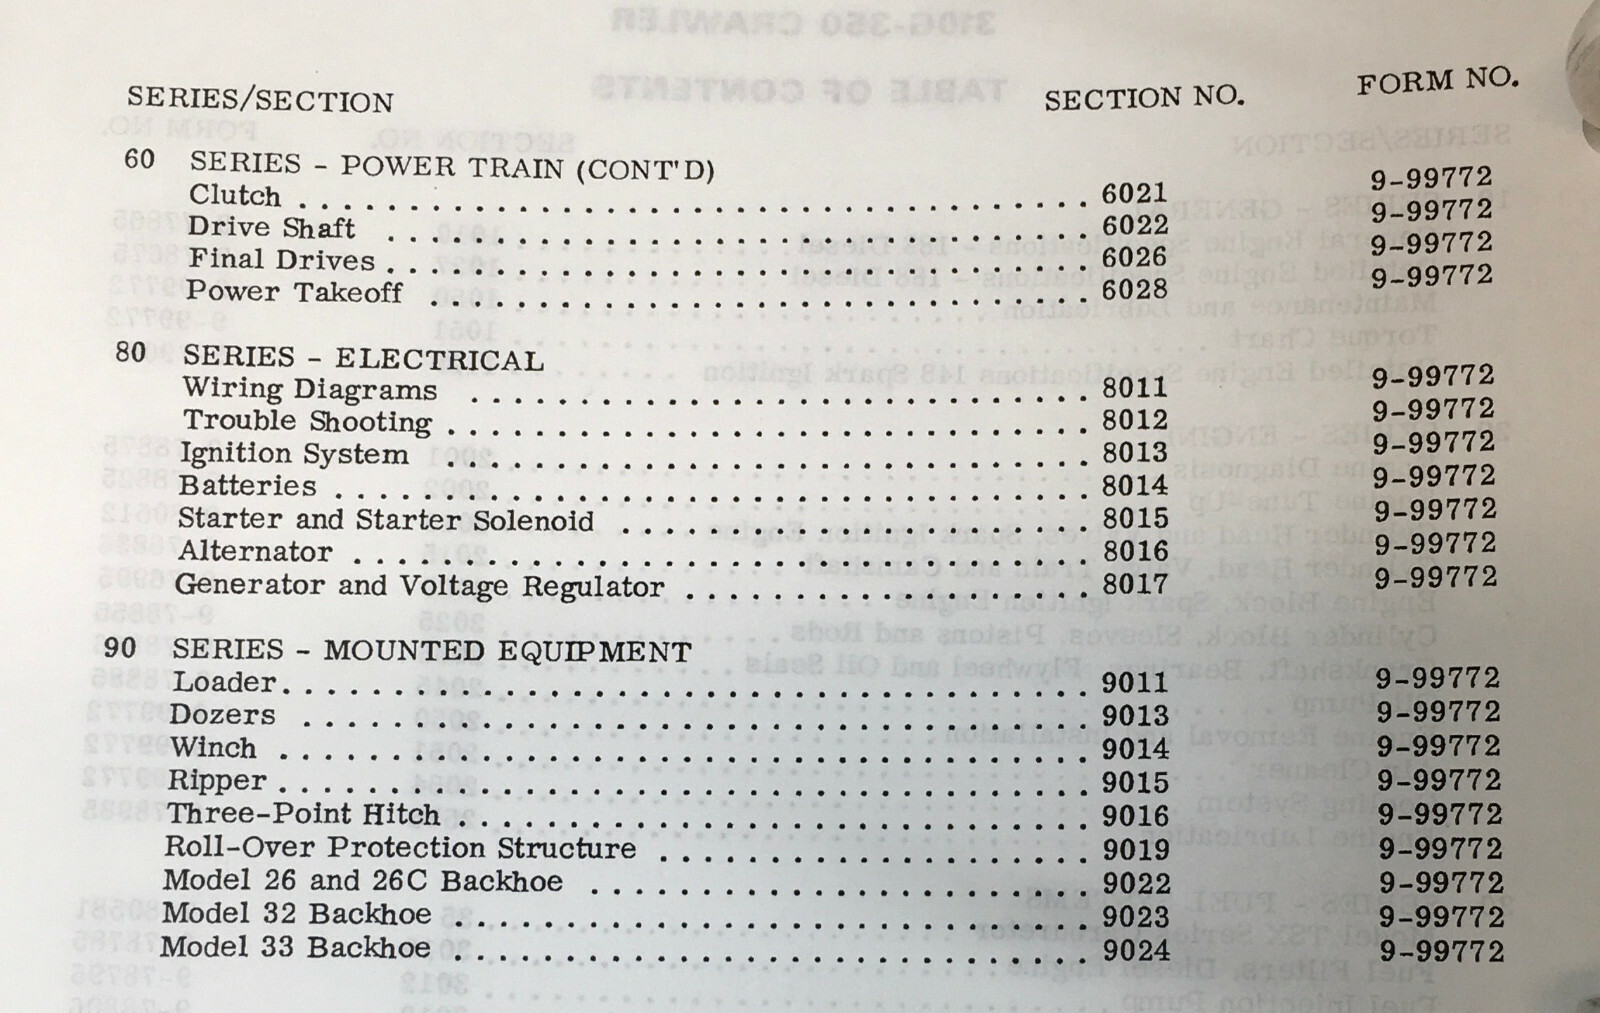 SERIES/SECTION SECTION NO. FORM NO.
60 SERIES - POWER TRAIN (CONT'D)
Clutch . . . . . . . . . . . . . . . . . . . . 6021 9-99772
Drive Shaft . . . . . . . . . . . . . . . . . . . . 6022 9-99772
Final Drives . . . . . . . . . . . . . . . . . . . . 6026 9-99772
Power Takeoff . . . . . . . . . . . . . . . . . . . . 6028 9-99772
80 SERIES - ELECTRICAL
Wiring Diagrams . . . . . . . . . . . . . . . . . . . . 8011 9-99772
Trouble Shooting . . . . . . . . . . . . . . . . . . . . 8012 9-99772
Ignition System . . . . . . . . . . . . . . . . . . . . 8013 9-99772
Batteries . . . . . . . . . . . . . . . . . . . . 8014 9-99772
Starter and Starter Solenoid . . . . . . . . . . . . . . . 8015 9-99772
Alternator . . . . . . . . . . . . . . . . . . . . 8016 9-99772
Generator and Voltage Regulator . . . . . . . . . . . . . 8017 9-99772
90 SERIES - MOUNTED EQUIPMENT
Loader . . . . . . . . . . . . . . . . . . . . 9011 9-99772
Dozers . . . . . . . . . . . . . . . . . . . . 9013 9-99772
Winch . . . . . . . . . . . . . . . . . . . . 9014 9-99772
Ripper . . . . . . . . . . . . . . . . . . . . 9015 9-99772
Three-Point Hitch . . . . . . . . . . . . . . . . . . . . 9016 9-99772
Roll-Over Protection Structure . . . . . . . . . . . . . . 9019 9-99772
Model 26 and 26C Backhoe . . . . . . . . . . . . . . . . 9022 9-99772
Model 32 Backhoe . . . . . . . . . . . . . . . . . . . . 9023 9-99772
Model 33 Backhoe . . . . . . . . . . . . . . . . . . . . 9024 9-99772